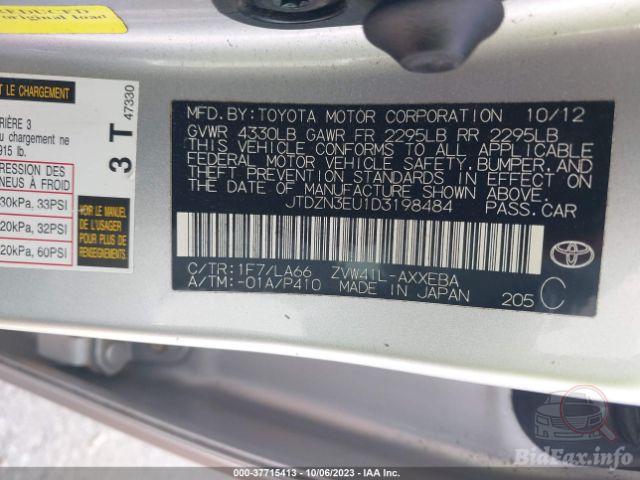 REDUCED
original load
T LE CHARGEMENT
RIÈRE 3
u chargement ne
915 lb.
3 T 47330
RESSION DES
NEUS À FROID
30kPa, 33PSI
20kPa, 32PSI
20kPa, 60PSI
VOIR LE MANUEL
DE L'USAGER
POUR PLUS DE
RENSEIGNEMENTS
MFD. BY: TOYOTA MOTOR CORPORATION 10/12
GVWR 4330LB GAWR FR 2295LB RR 2295LB
THIS VEHICLE CONFORMS TO ALL APPLICABLE
FEDERAL MOTOR VEHICLE SAFETY, BUMPER, AND
THEFT PREVENTION STANDARDS IN EFFECT ON
THE DATE OF MANUFACTURE SHOWN ABOVE.
JTDZN3EU1D3198484 PASS. CAR
C/TR: 1F7/LA66 ZVW41L-AXXEBA
A/TM: -01A/P410 MADE IN JAPAN 205 C
TOYOTA
000-37715413 - 10/06/2023 - IAA Inc.
BidFax.info